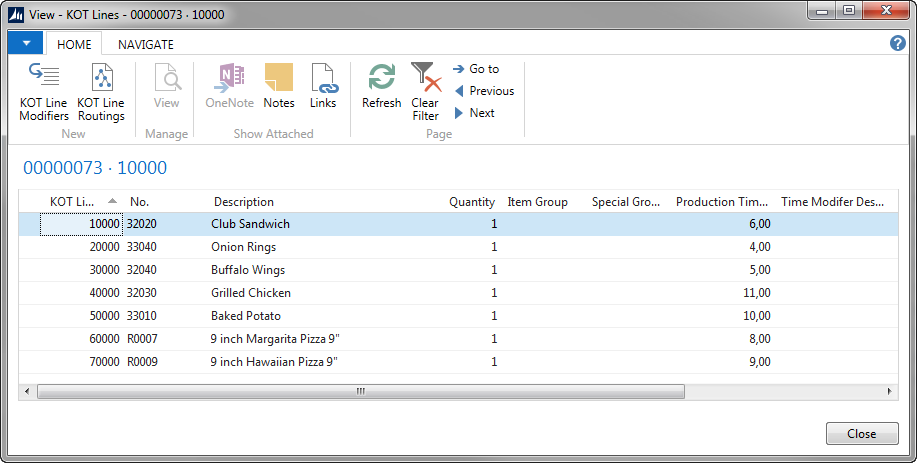 View - KOT Lines - 00000073 · 10000
HOME NAVIGATE
KOT Line Modifiers
KOT Line Routings
View
OneNote Notes Links
Refresh
Clear Filter
Go to
Previous
Next
New Manage Show Attached Page
00000073 · 10000
KOT Li... No. Description Quantity Item Group Special Gro... Production Tim... Time Modifer Des...
10000 32020 Club Sandwich 1 6,00
20000 33040 Onion Rings 1 4,00
30000 32040 Buffalo Wings 1 5,00
40000 32030 Grilled Chicken 1 11,00
50000 33010 Baked Potato 1 10,00
60000 R0007 9 inch Margarita Pizza 9" 1 8,00
70000 R0009 9 inch Hawaiian Pizza 9" 1 9,00
Close